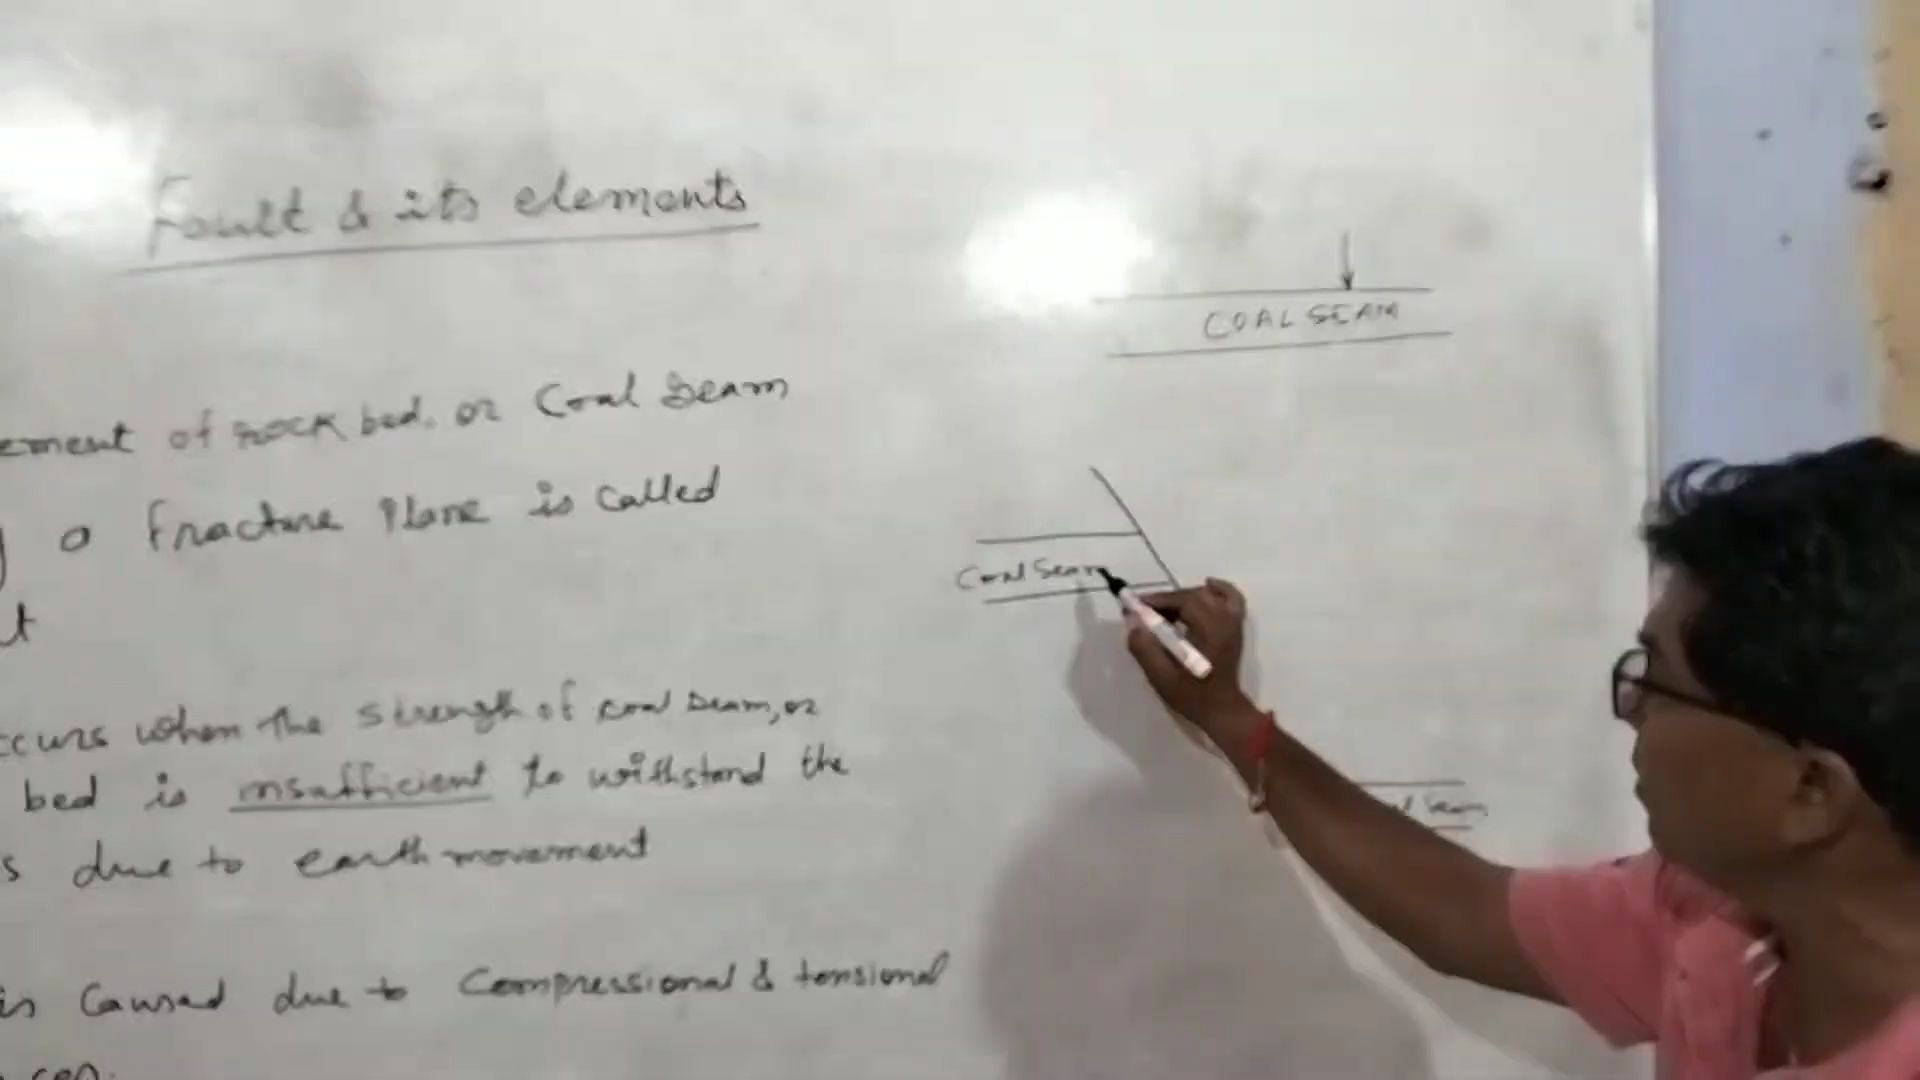 Fault & its elements
COAL SEAM
ement of rock bed. or Coal Seam
a fracture Plane is called
Coal Seam
t
ccurs when the strength of coal seam, or
bed is insufficient to withstand the
Seam
s due to earth movement
is Caused due to Compressional & tensional